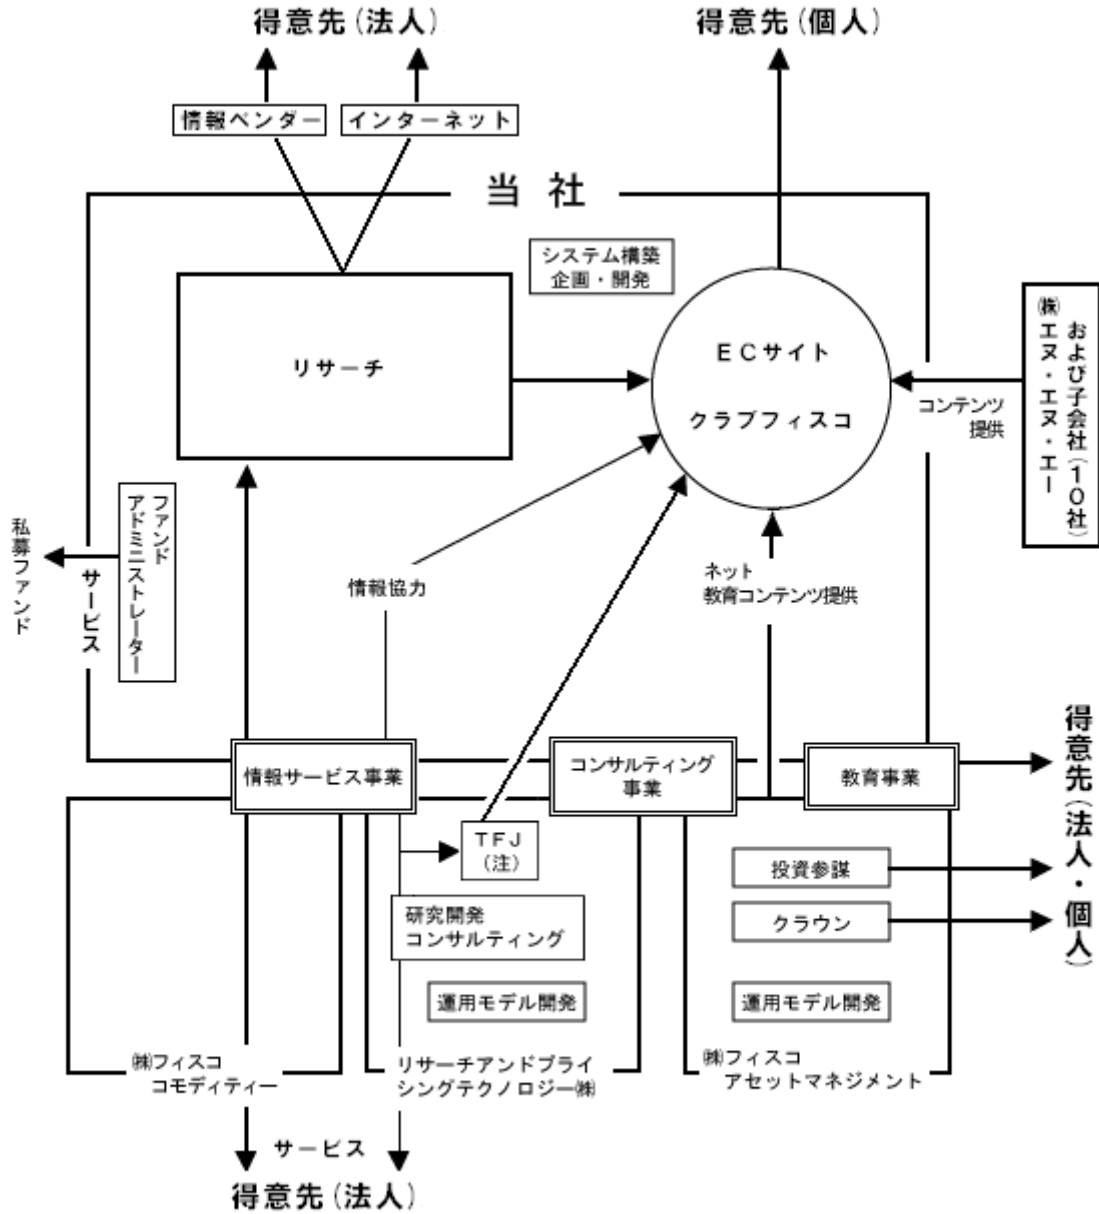 得意先(法人)
得意先(個人)
情報ベンダー
インターネット
当社
システム構築
企画・開発
リサーチ
ECサイト
クラブフィスコ
㈱エヌ・エヌ・エー
および子会社(10社)
コンテンツ
提供
ファンド
アドミニストレーター
サービス
私募ファンド
情報協力
ネット
教育コンテンツ提供
情報サービス事業
コンサルティング
事業
教育事業
得意先(法人・個人)
TFJ
(注)
投資参謀
研究開発
コンサルティング
クラウン
運用モデル開発
運用モデル開発
㈱フィスコ
コモディティー
リサーチアンドプライ
シングテクノロジー㈱
㈱フィスコ
アセットマネジメント
サービス
得意先(法人)